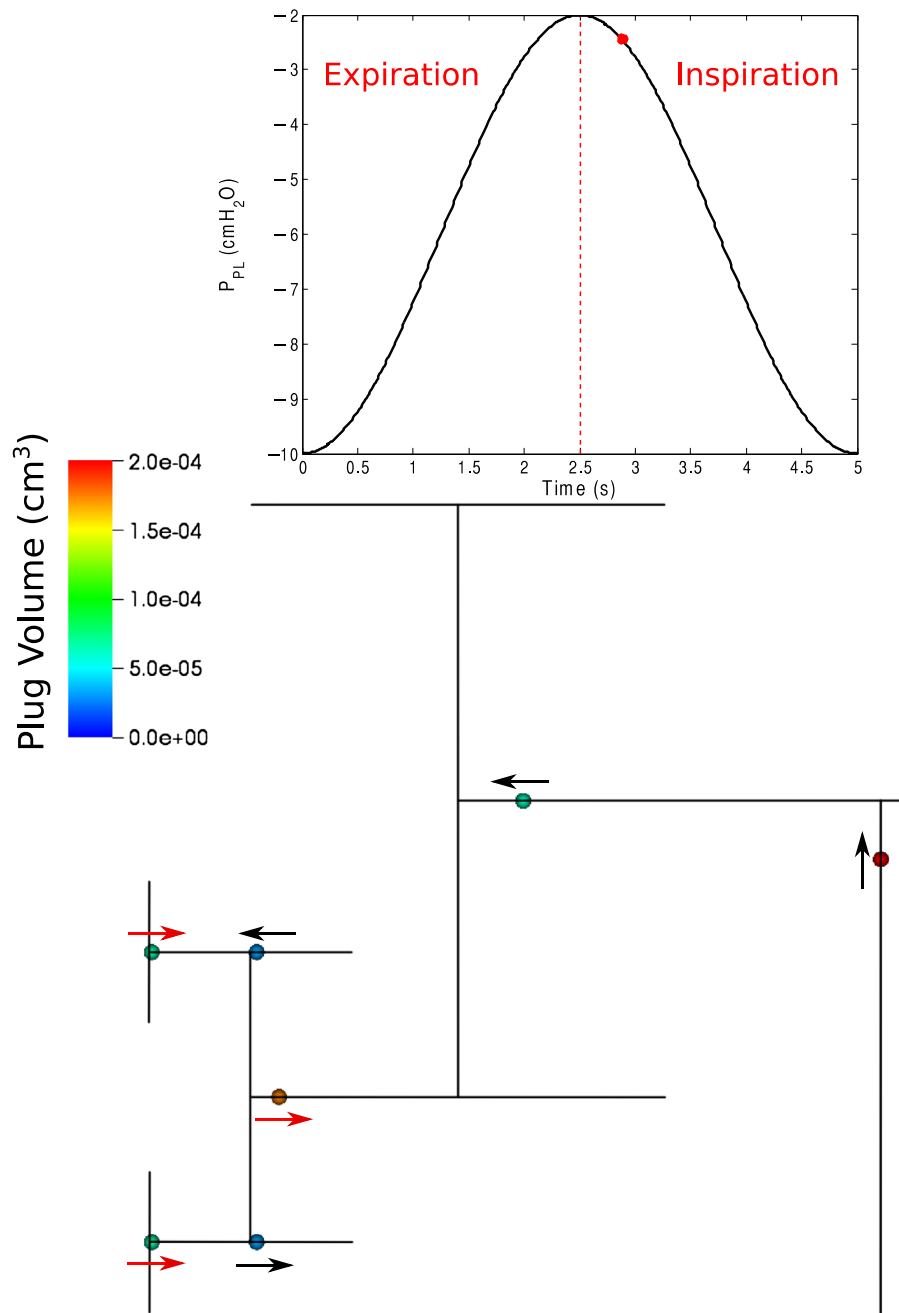 −2
−3
−4
−5
−6
−7
−8
−9
−10
Expiration
Inspiration
P_PL (cmH₂O)
0 0.5 1 1.5 2 2.5 3 3.5 4 4.5 5
Time (s)
Plug Volume (cm³)
2.0e-04
1.5e-04
1.0e-04
5.0e-05
0.0e+00